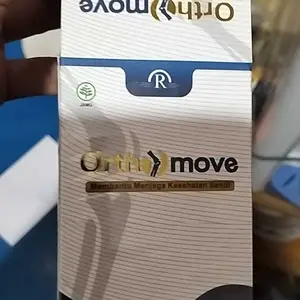 Ortho move
R
JAMU
Ortho move
Membantu Menjaga Kesehatan Sendi